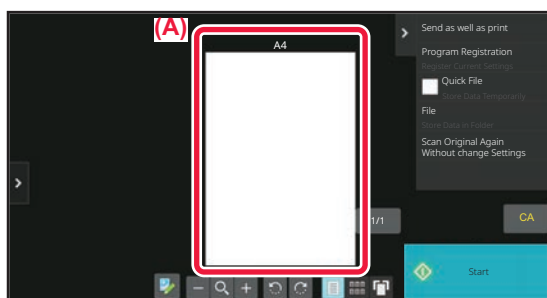 (A)
A4
Send as well as print
Program Registration
Register Current Settings
Quick File
Store Data Temporarily
File
Store Data in Folder
Scan Original Again
Without change Settings
1/1
CA
Start